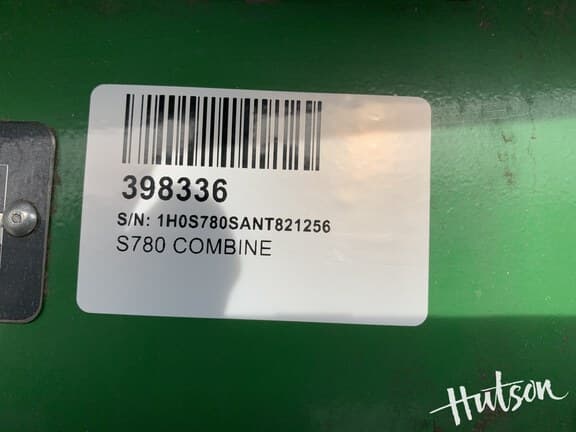 398336
S/N: 1H0S780SANT821256
S780 COMBINE
Hutson